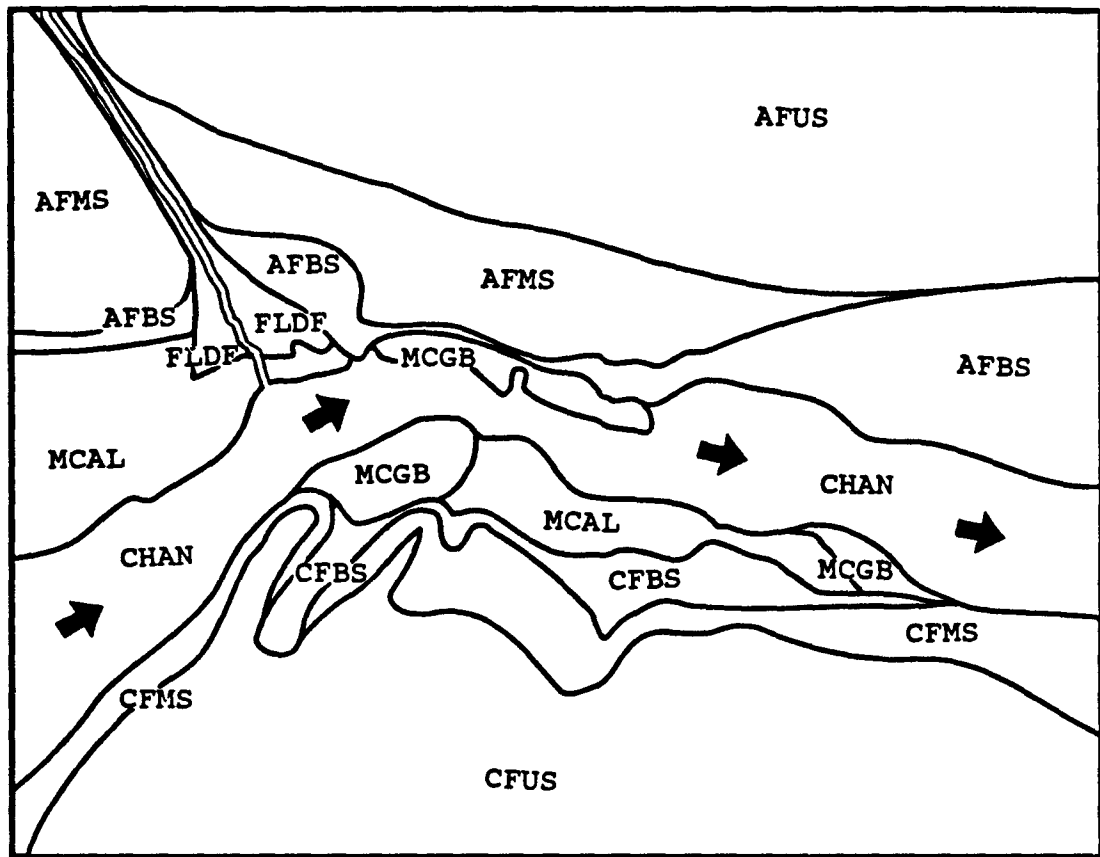 AFUS
AFMS
AFBS
AFMS
AFBS
FLDF
FLDF
MCGB
AFBS
MCAL
MCGB
CHAN
MCAL
CHAN
CFBS
CFBS
MCGB
CFMS
CFMS
CFUS